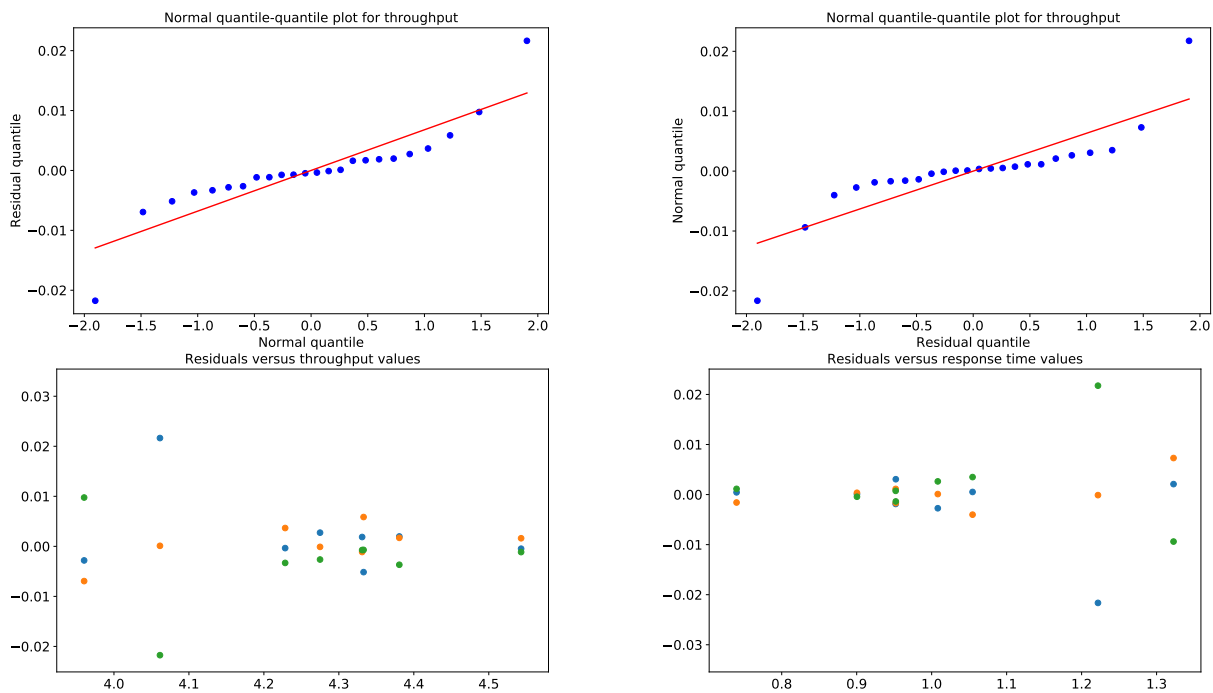 Normal quantile-quantile plot for throughput
0.02
0.01
0.00
−0.01
−0.02
Residual quantile
−2.0 −1.5 −1.0 −0.5 0.0 0.5 1.0 1.5 2.0
Normal quantile
Normal quantile-quantile plot for throughput
0.02
0.01
0.00
−0.01
−0.02
Normal quantile
−2.0 −1.5 −1.0 −0.5 0.0 0.5 1.0 1.5 2.0
Residual quantile
Residuals versus throughput values
0.03
0.02
0.01
0.00
−0.01
−0.02
4.0 4.1 4.2 4.3 4.4 4.5
Residuals versus response time values
0.02
0.01
0.00
−0.01
−0.02
−0.03
0.8 0.9 1.0 1.1 1.2 1.3